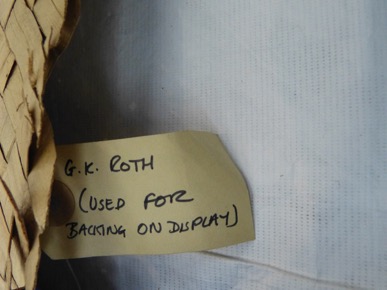 G.K. ROTH
(USED FOR
BACKING ON DISPLAY)